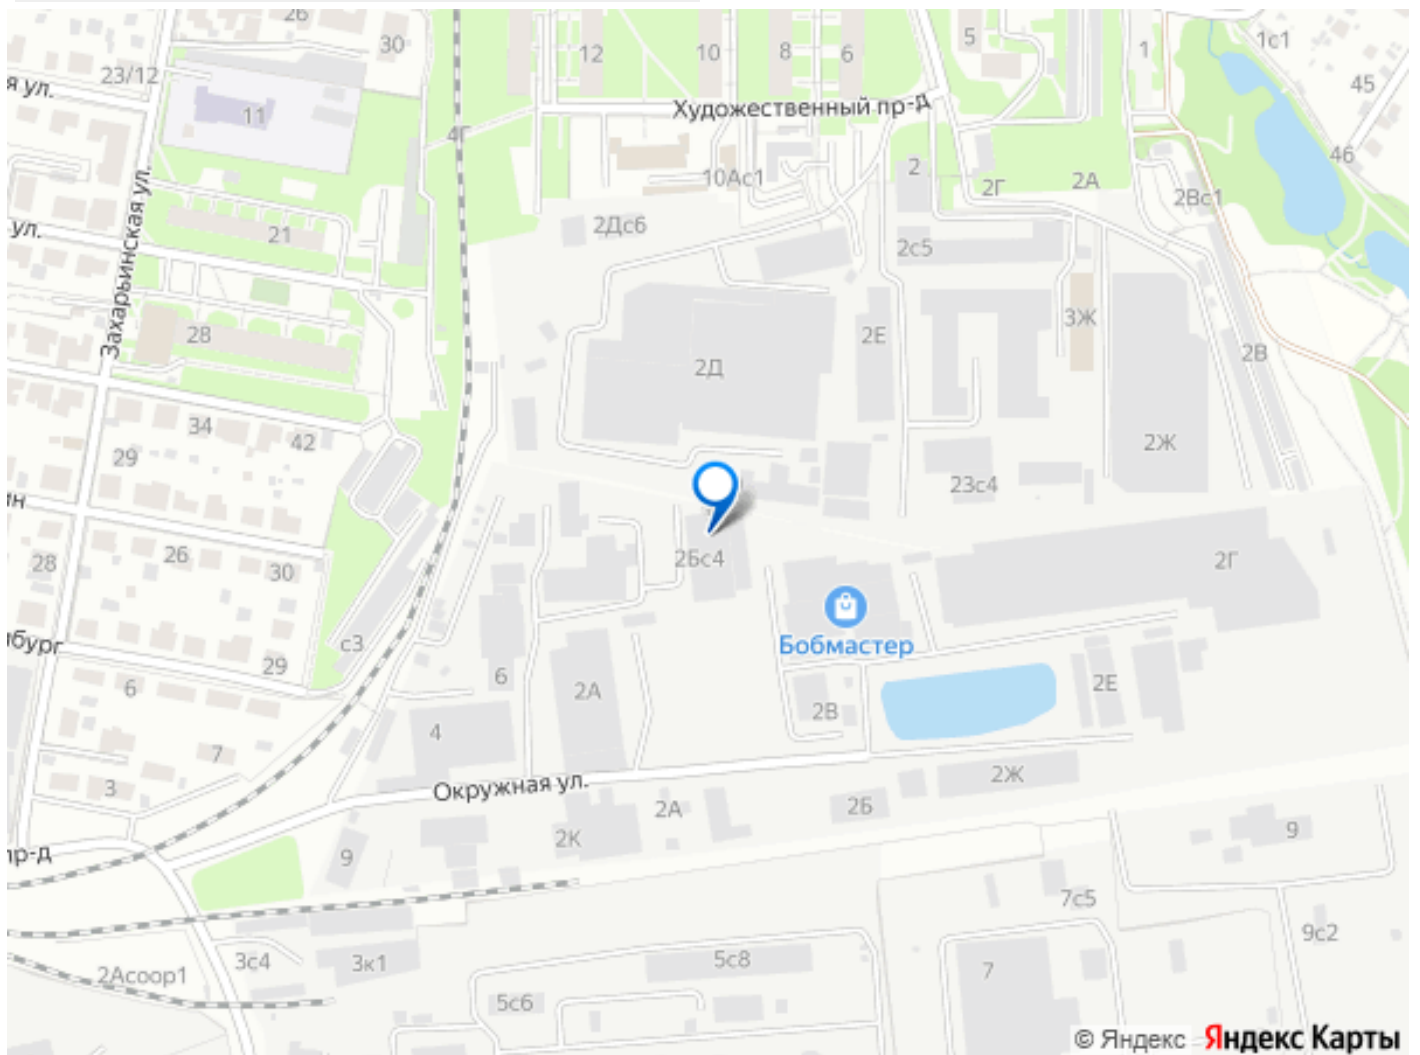 26
30
12
10
8
6
5
1
1с1
23/12
45
я ул.
11
Художественный пр-д
4Г
46
10Ас1
2
2Г
2А
2Вс1
Захарьинская ул.
ул.
21
2Дс6
2с5
28
3Ж
2Е
2В
2Д
34
42
29
2Ж
23с4
ин
28
26
30
2Бс4
2Г
бург
с3
Бобмастер
29
6
6
2А
2Е
2В
4
7
3
Окружная ул.
2Ж
2А
2Б
2К
9
9
пр-д
7с5
9с2
3с4
3к1
5с8
7
2Асоор1
5с6
© Яндекс Яндекс Карты